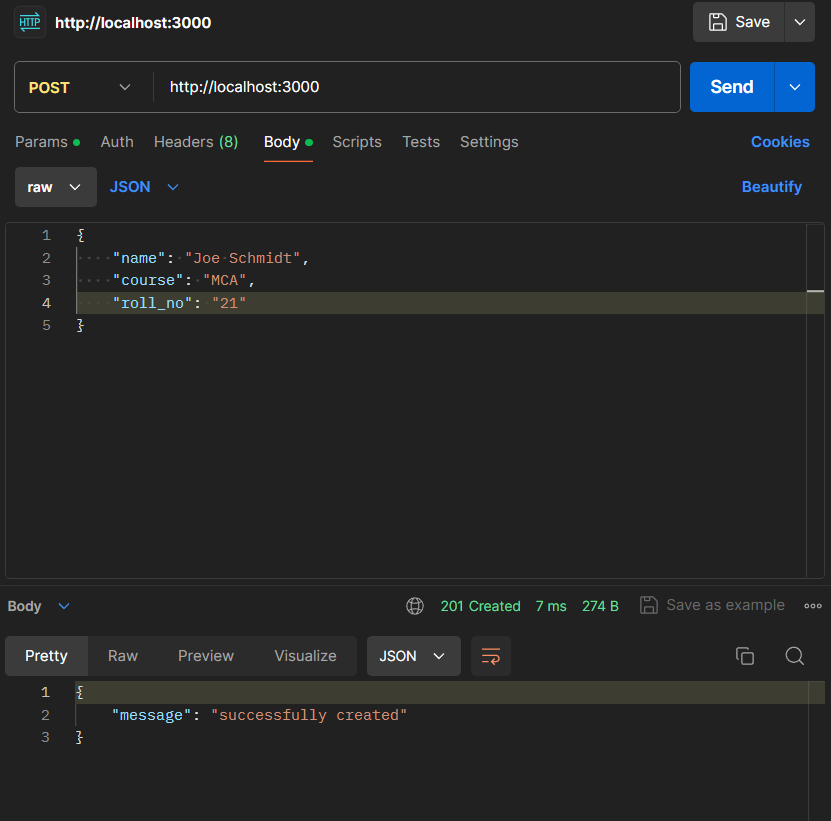 HTTP http://localhost:3000 Save
POST http://localhost:3000 Send
Params Auth Headers (8) Body Scripts Tests Settings Cookies
raw JSON Beautify
1 {
2 "name": "Joe Schmidt",
3 "course": "MCA",
4 "roll_no": "21"
5 }
Body 201 Created 7 ms 274 B Save as example
Pretty Raw Preview Visualize JSON
1 {
2 "message": "successfully created"
3 }